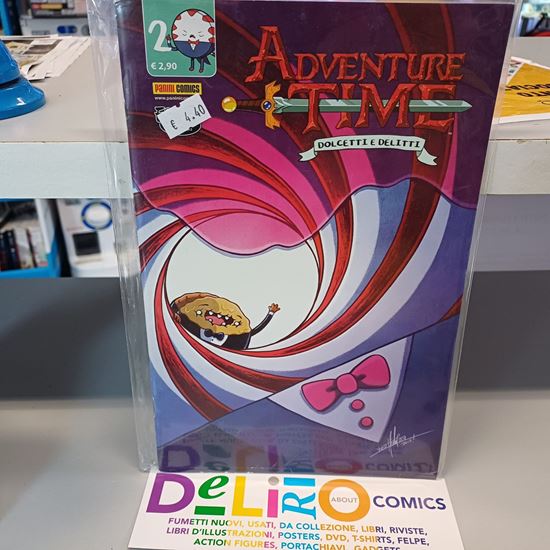 2
€ 2,90
PANINI COMICS
€ 4.40
ADVENTURE
TIME
DOLCETTI E DELITTI
DELIRIO
ABOUT
COMICS
FUMETTI NUOVI, USATI, DA COLLEZIONE, LIBRI, RIVISTE,
LIBRI D'ILLUSTRAZIONI, POSTERS, DVD, T-SHIRTS, FELPE,
ACTION FIGURES, PORTACHIAVI, GADGETS